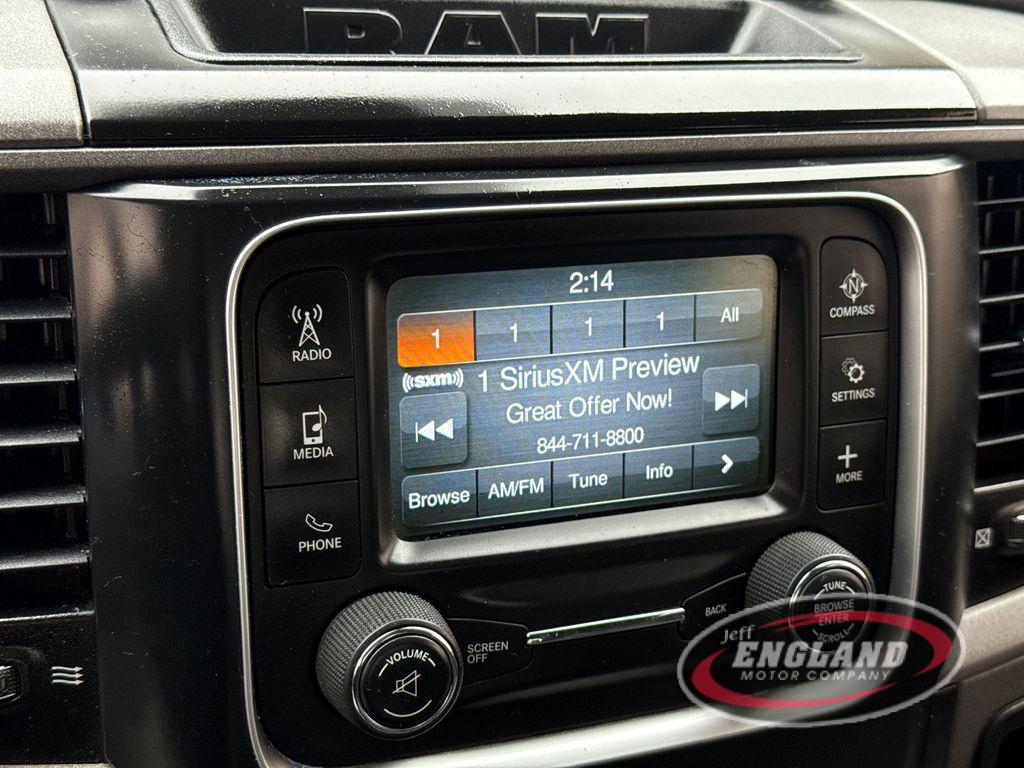 RAM
2:14
1 1 1 1 All
((sxm)) 1 SiriusXM Preview
Great Offer Now!
844-711-8800
Browse AM/FM Tune Info
RADIO
MEDIA
PHONE
N
COMPASS
SETTINGS
MORE
VOLUME
SCREEN
OFF
BACK
TUNE
BROWSE
ENTER
SCROLL
Jeff
ENGLAND
MOTOR COMPANY